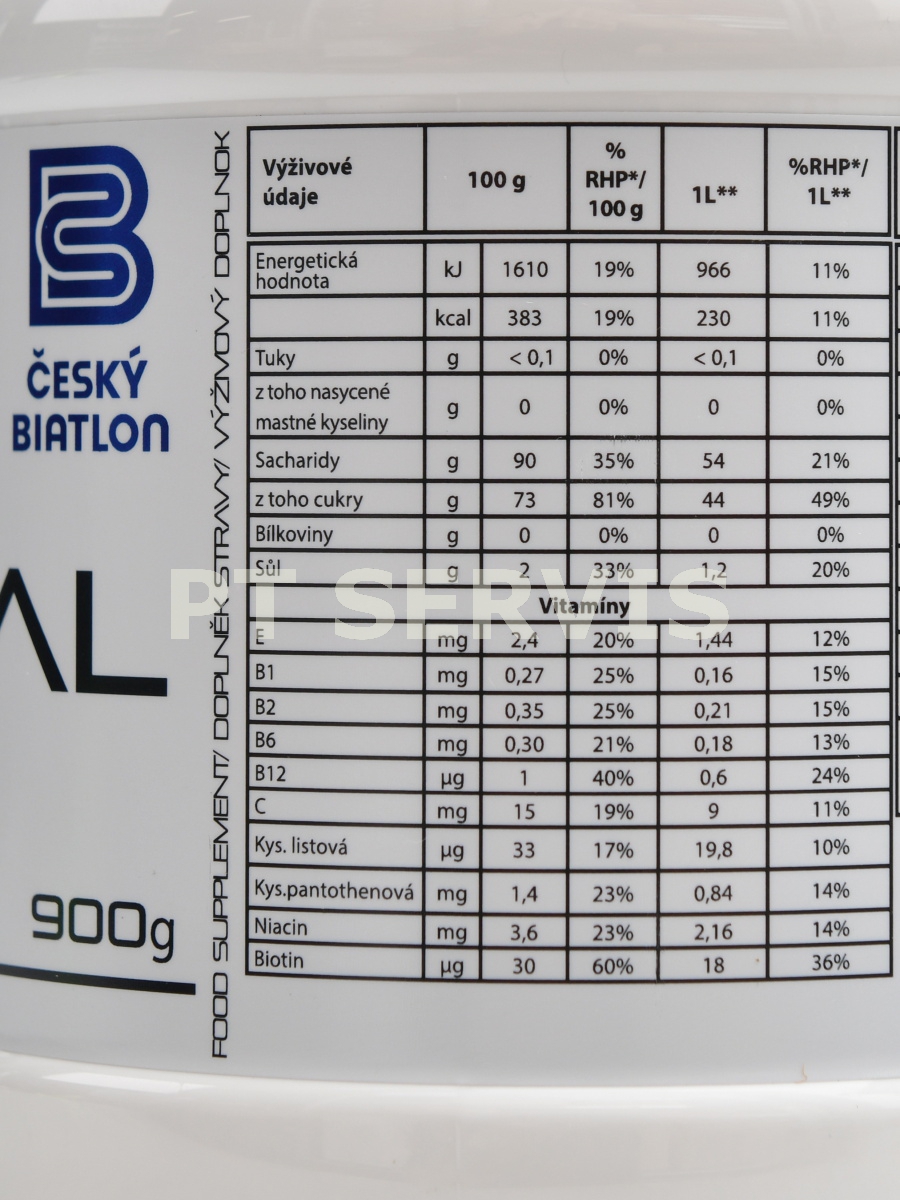 ČESKÝ
BIATLON
AL
900g
FOOD SUPPLEMENT/ DOPLNĚK STRAVY/ VÝŽIVOVÝ DOPLNOK
Výživové údaje 100 g % RHP*/ 100 g 1L** %RHP*/ 1L**
Energetická hodnota kJ 1610 19% 966 11%
kcal 383 19% 230 11%
Tuky g < 0,1 0% < 0,1 0%
z toho nasycené mastné kyseliny g 0 0% 0 0%
Sacharidy g 90 35% 54 21%
z toho cukry g 73 81% 44 49%
Bílkoviny g 0 0% 0 0%
Sůl g 2 33% 1,2 20%
Vitamíny
E mg 2,4 20% 1,44 12%
B1 mg 0,27 25% 0,16 15%
B2 mg 0,35 25% 0,21 15%
B6 mg 0,30 21% 0,18 13%
B12 µg 1 40% 0,6 24%
C mg 15 19% 9 11%
Kys. listová µg 33 17% 19,8 10%
Kys.pantothenová mg 1,4 23% 0,84 14%
Niacin mg 3,6 23% 2,16 14%
Biotin µg 30 60% 18 36%
PT SERVIS